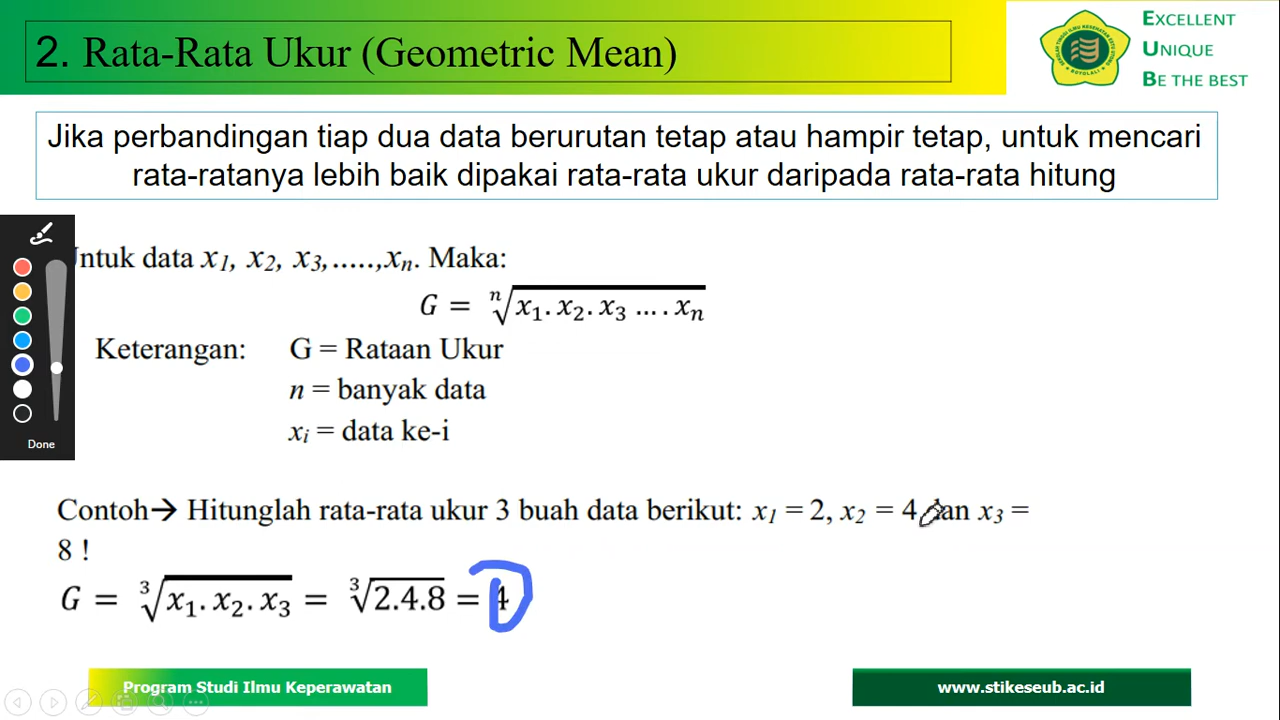 2. Rata-Rata Ukur (Geometric Mean)
EXCELLENT
UNIQUE
BE THE BEST
Jika perbandingan tiap dua data berurutan tetap atau hampir tetap, untuk mencari
rata-ratanya lebih baik dipakai rata-rata ukur daripada rata-rata hitung
ntuk data x₁, x₂, x₃,.....,xₙ. Maka:
G = ⁿ√x₁.x₂.x₃ ....xₙ
Keterangan: G = Rataan Ukur
n = banyak data
xᵢ = data ke-i
Done
Contoh→ Hitunglah rata-rata ukur 3 buah data berikut: x₁ = 2, x₂ = 4 dan x₃ =
8 !
G = ³√x₁.x₂.x₃ = ³√2.4.8 = 4
Program Studi Ilmu Keperawatan
www.stikeseub.ac.id